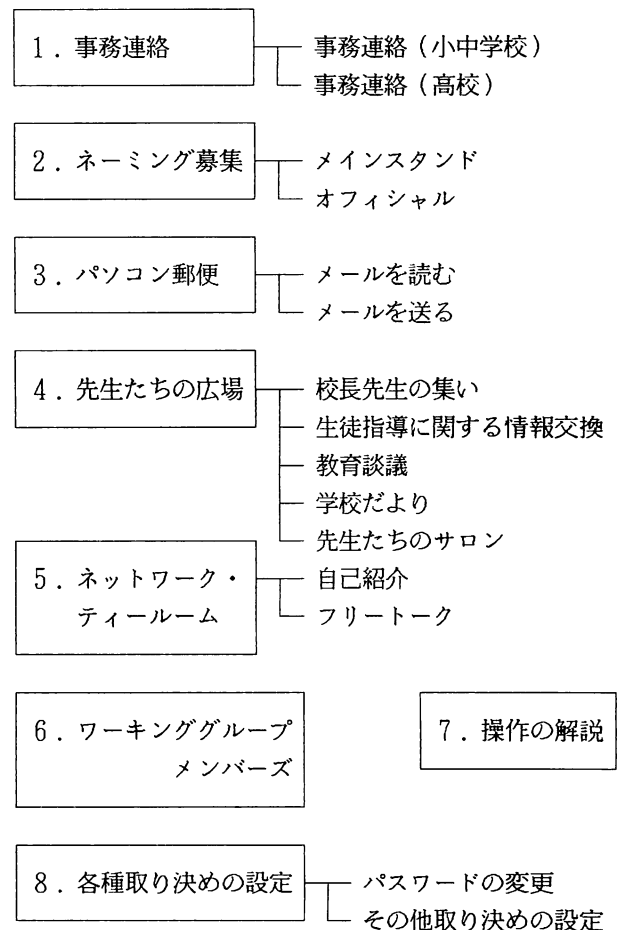 1．事務連絡
事務連絡（小中学校）
事務連絡（高校）
2．ネーミング募集
メインスタンド
オフィシャル
3．パソコン郵便
メールを読む
メールを送る
4．先生たちの広場
校長先生の集い
生徒指導に関する情報交換
教育談議
学校だより
先生たちのサロン
5．ネットワーク・
ティールーム
自己紹介
フリートーク
6．ワーキンググループ
メンバーズ
7．操作の解説
8．各種取り決めの設定
パスワードの変更
その他取り決めの設定